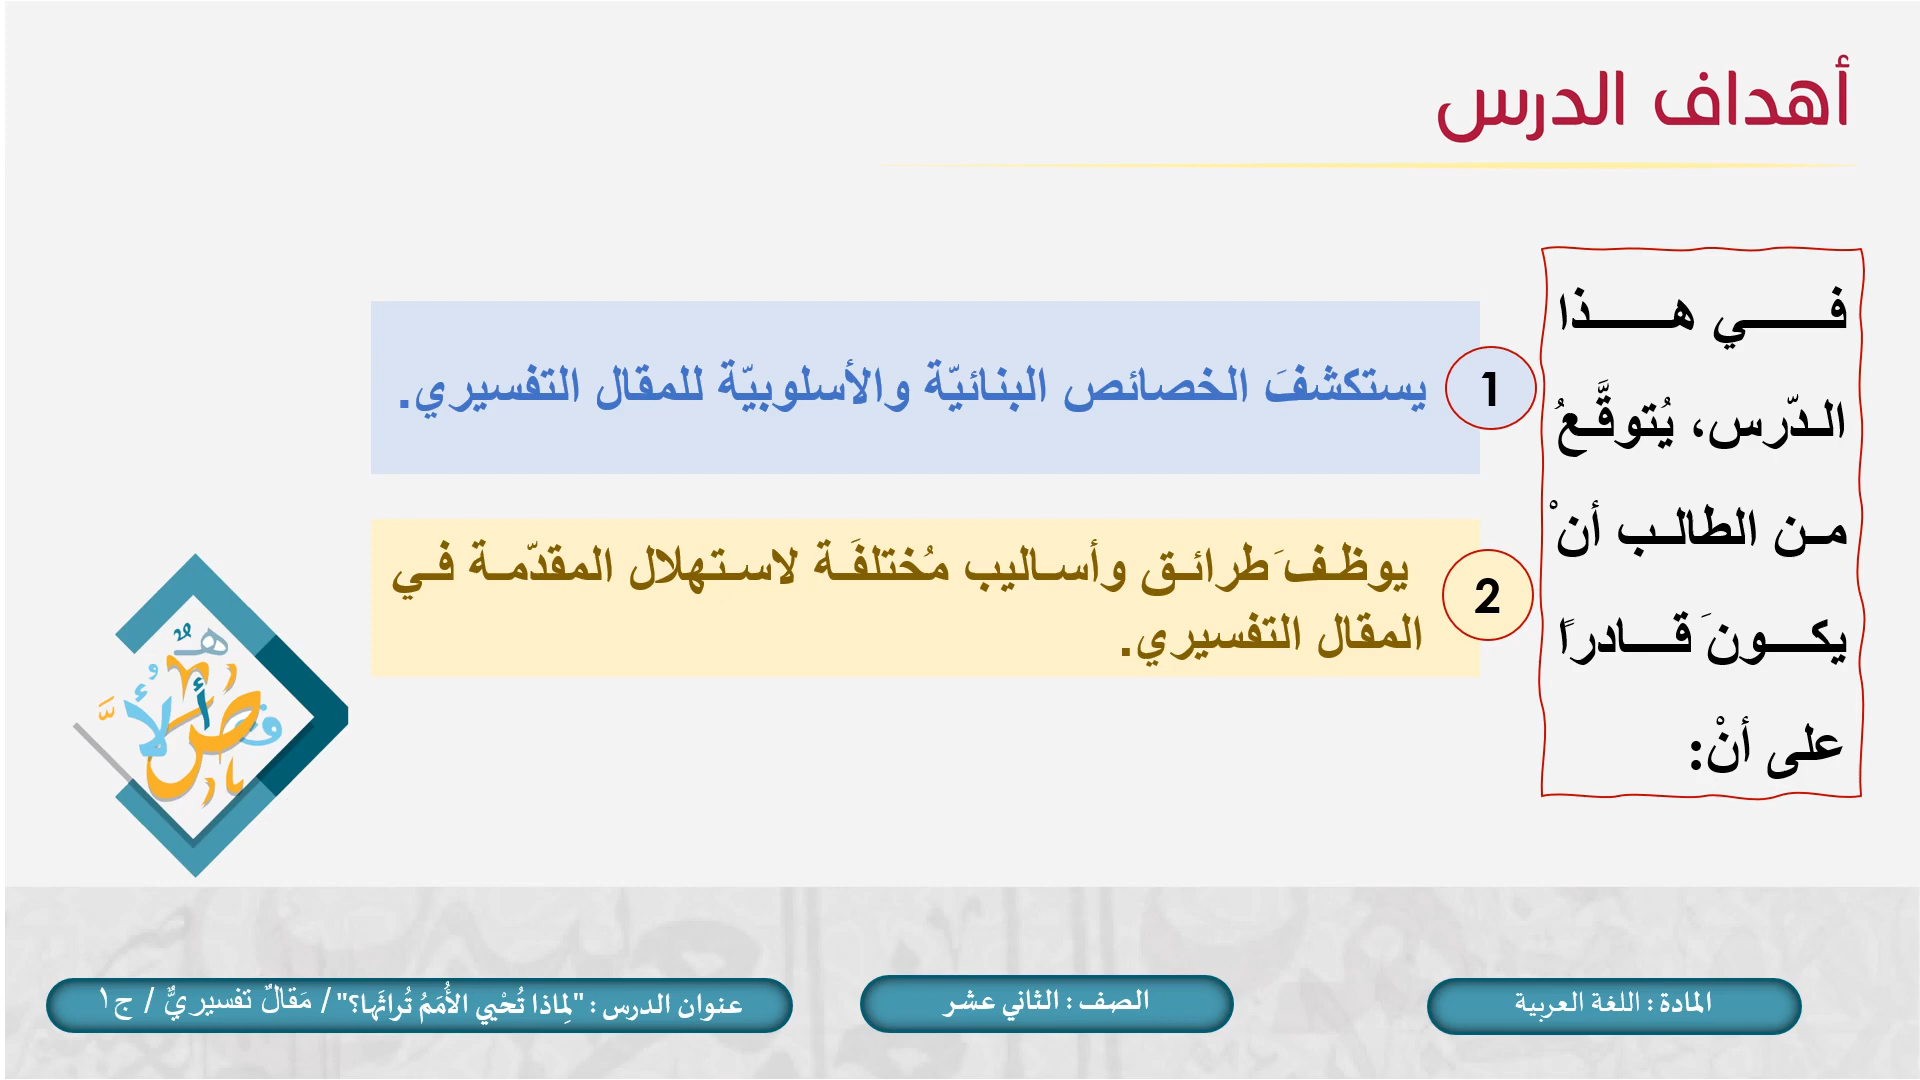 أهداف الدرس
في هذا
الدّرس، يُتوقَّعُ
من الطالب أنْ
يكونَ قادرًا
على أنْ:
1
يستكشفَ الخصائص البنائيّة والأسلوبيّة للمقال التفسيري.
2
يوظفَ طرائق وأساليب مُختلفَة لاستهلال المقدّمة في
المقال التفسيري.
المادة : اللغة العربية
الصف : الثاني عشر
عنوان الدرس : "لِماذا تُحْيي الأُمَمُ تُراثَها؟" / مَقالٌ تفسيريٌّ / ج١